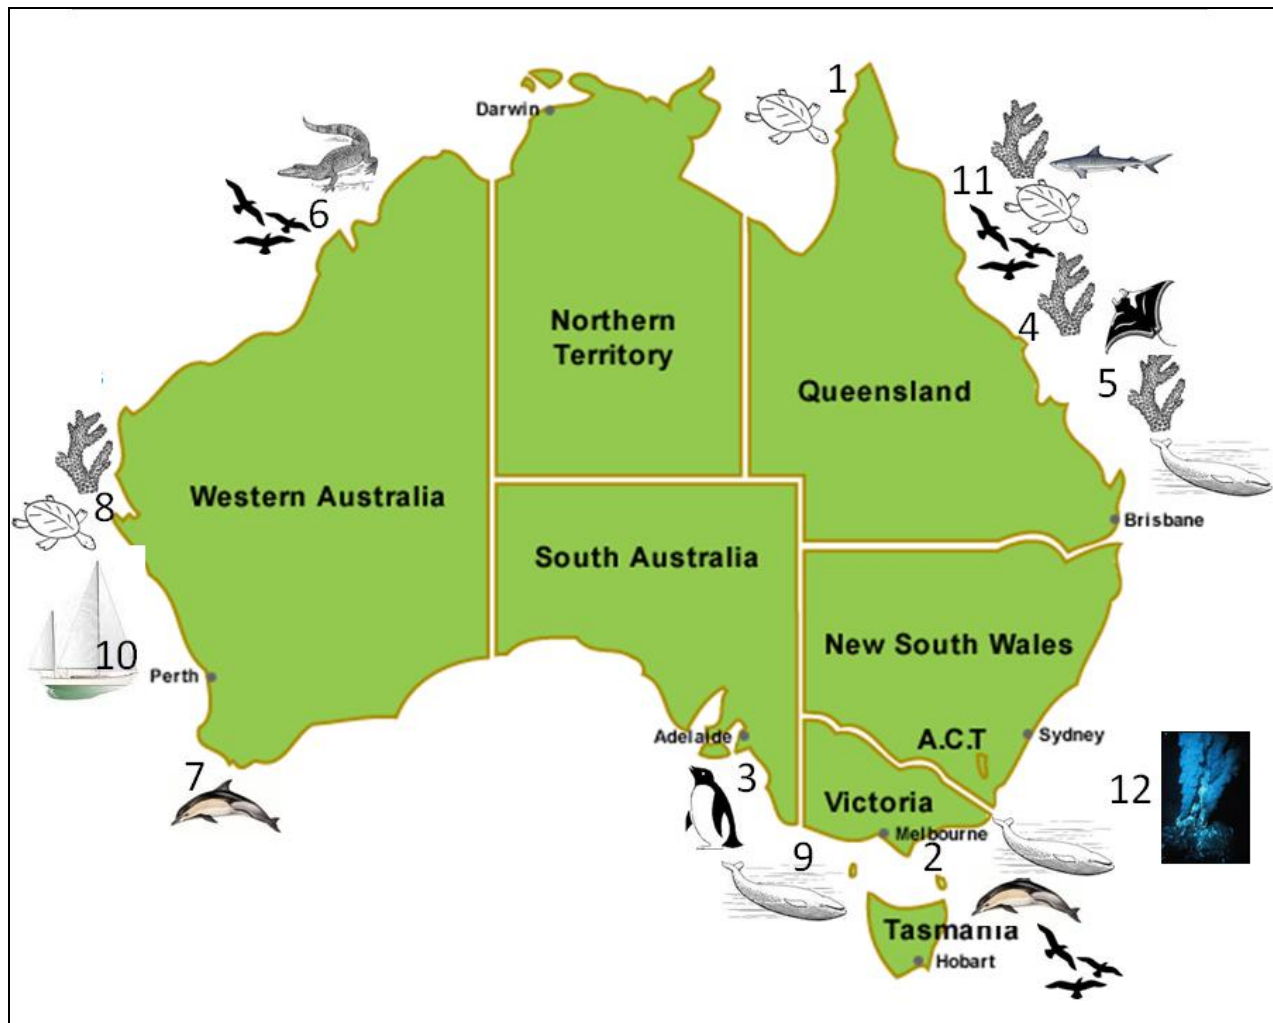 1
Darwin
11
6
Northern
Territory
4
5
Queensland
Western Australia
8
Brisbane
South Australia
New South Wales
10
Perth
Adelaide
A.C.T
Sydney
7
3
12
Victoria
Melbourne
9
2
Tasmania
Hobart